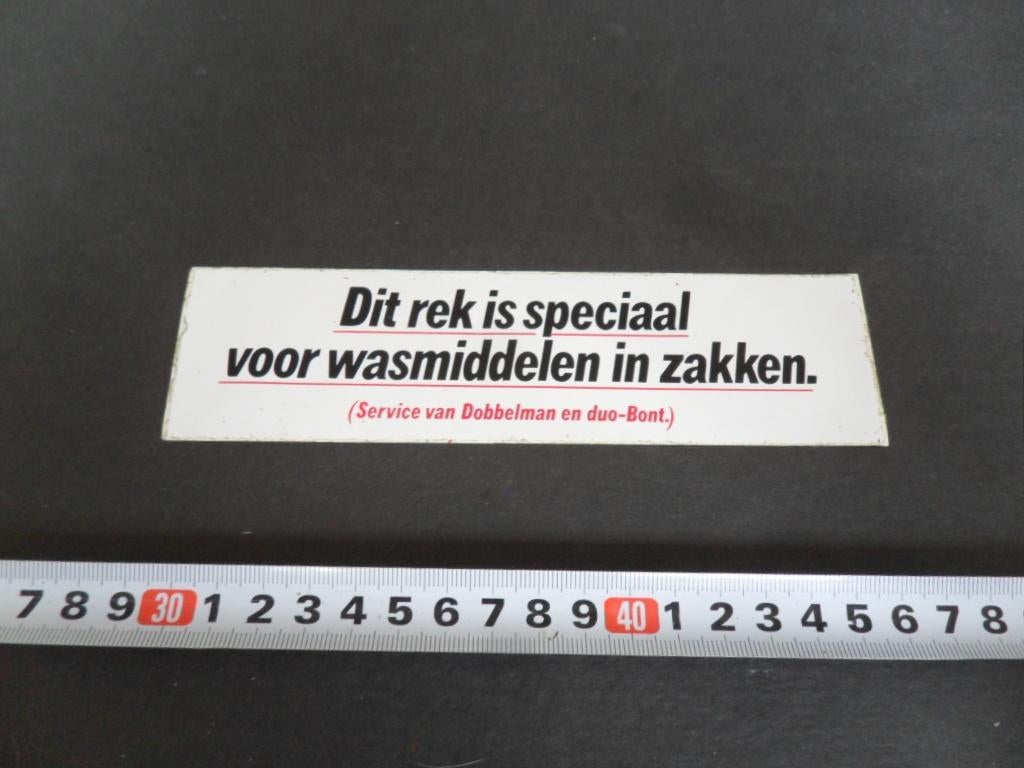 Dit rek is speciaal
voor wasmiddelen in zakken.
(Service van Dobbelman en duo-Bont.)
7 8 9 30 1 2 3 4 5 6 7 8 9 40 1 2 3 4 5 6 7 8